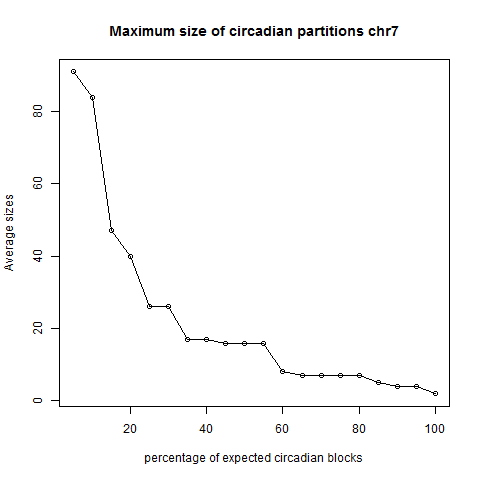 Maximum size of circadian partitions chr7
80
60
40
20
0
Average sizes
20 40 60 80 100
percentage of expected circadian blocks